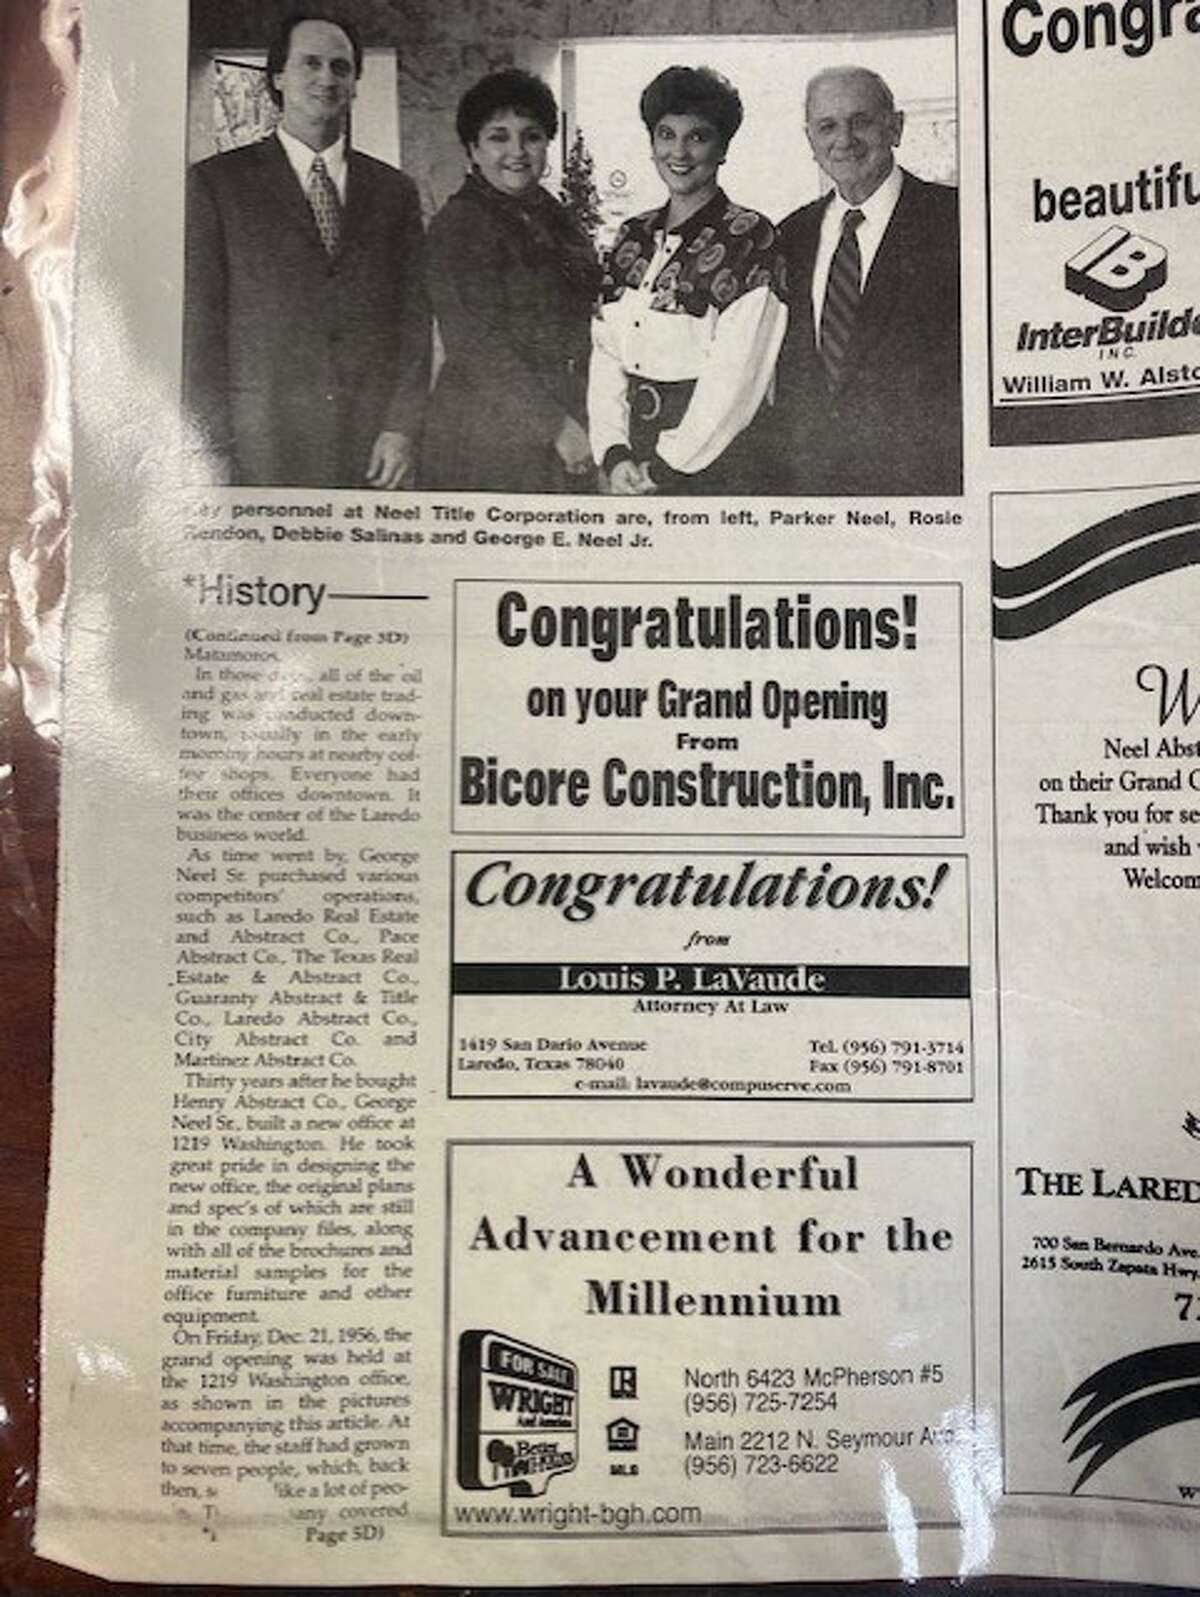 personnel at Neel Title Corporation are, from left, Parker Neel, Rosie
Rendon, Debbie Salinas and George E. Neel Jr.
*History
(Continued from Page 3D)
Matamoros.
In those all of the oil
and gas and real estate trad-
ing was conducted down-
town, usually in the early
morning hours at nearby cof-
fee shops. Everyone had
their offices downtown. It
was the center of the Laredo
business world.
As time went by, George
Neel Sr. purchased various
competitors' operations,
such as Laredo Real Estate
and Abstract Co., Pace
Abstract Co., The Texas Real
Estate & Abstract Co.,
Guaranty Abstract & Title
Co., Laredo Abstract Co.,
City Abstract Co. and
Martinez Abstract Co.
Thirty years after he bought
Henry Abstract Co., George
Neel Sr., built a new office at
1219 Washington. He took
great pride in designing the
new office, the original plans
and spec's of which are still
in the company files, along
with all of the brochures and
material samples for the
office furniture and other
equipment.
On Friday, Dec. 21, 1956, the
grand opening was held at
the 1219 Washington office,
as shown in the pictures
accompanying this article. At
that time, the staff had grown
to seven people, which, back
then, like a lot of peo-
covered
Page 5D)
Congratulations!
on your Grand Opening
From
Bicore Construction, Inc.
Congratulations!
from
Louis P. LaVaude
Attorney At Law
1419 San Dario Avenue
Laredo, Texas 78040
Tel. (956) 791-3714
Fax (956) 791-8701
e-mail: lavaude@compuserve.com
A Wonderful
Advancement for the
Millennium
FOR SALE
WRIGHT
And Associates
Better
Homes
R
MLS
North 6423 McPherson #5
(956) 725-7254
Main 2212 N. Seymour Ave.
(956) 723-6622
www.wright-bgh.com
Congra
beautifu
IB
InterBuilde
INC.
William W. Alsto
W
Neel Abst
on their Grand O
Thank you for se
and wish
Welcom
THE LARED
700 San Bernardo Ave.
2615 South Zapata Hwy.
72
w